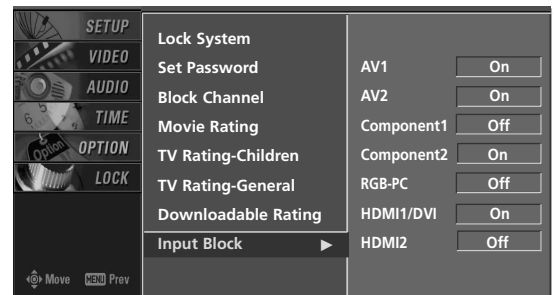 SETUP
VIDEO
AUDIO
TIME
OPTION
LOCK
Move MENU Prev
Lock System
Set Password
Block Channel
Movie Rating
TV Rating-Children
TV Rating-General
Downloadable Rating
Input Block ▶
AV1 On
AV2 On
Component1 Off
Component2 On
RGB-PC Off
HDMI1/DVI On
HDMI2 Off